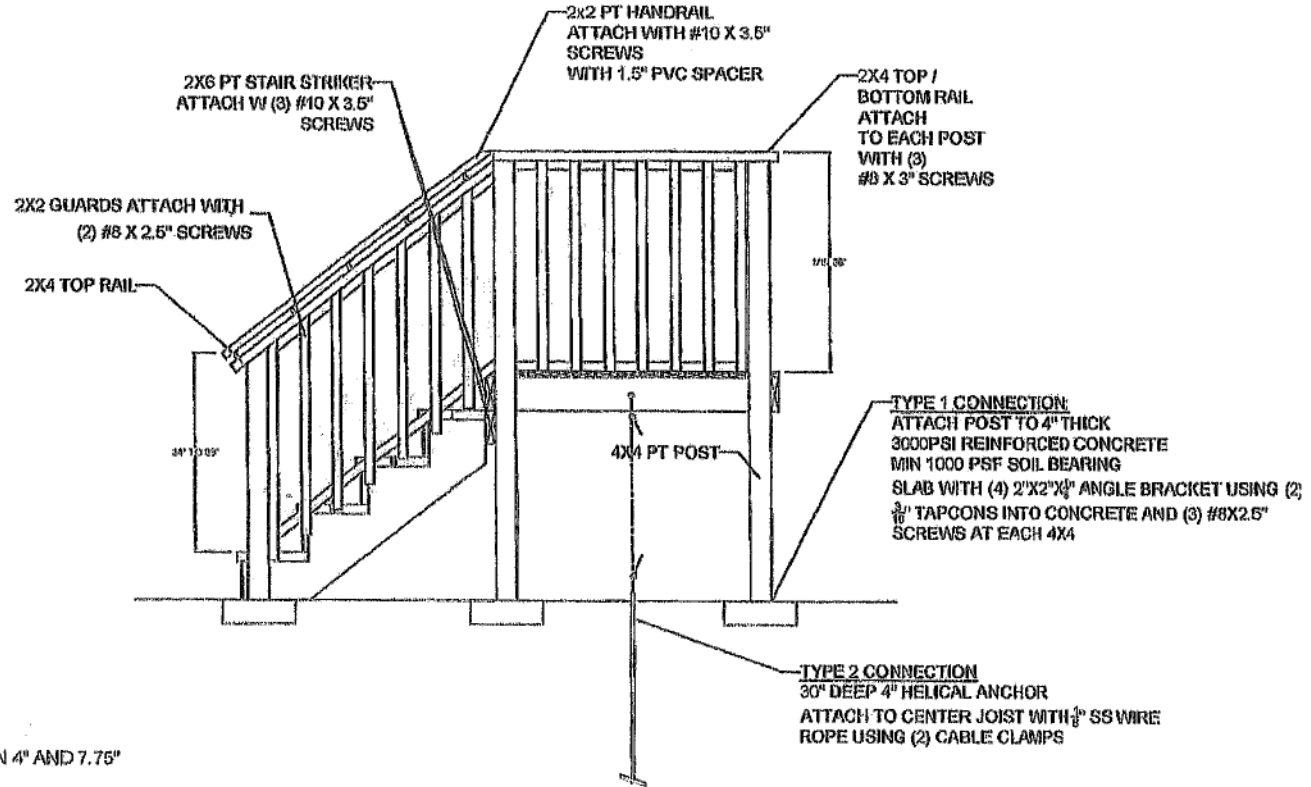 2x2 PT HANDRAIL
ATTACH WITH #10 X 3.5"
SCREWS
WITH 1.5" PVC SPACER
2X6 PT STAIR STRIKER
ATTACH W (3) #10 X 3.5"
SCREWS
2X4 TOP /
BOTTOM RAIL
ATTACH
TO EACH POST
WITH (3)
#8 X 3" SCREWS
2X2 GUARDS ATTACH WITH
(2) #8 X 2.5" SCREWS
2X4 TOP RAIL
4X4 PT POST
TYPE 1 CONNECTION:
ATTACH POST TO 4" THICK
3000PSI REINFORCED CONCRETE
MIN 1000 PSF SOIL BEARING
SLAB WITH (4) 2"X2"X ANGLE BRACKET USING (2)
3/16" TAPCONS INTO CONCRETE AND (3) #8X2.5"
SCREWS AT EACH 4X4
TYPE 2 CONNECTION
30" DEEP 4" HELICAL ANCHOR
ATTACH TO CENTER JOIST WITH SS WIRE
ROPE USING (2) CABLE CLAMPS
4" AND 7.75"